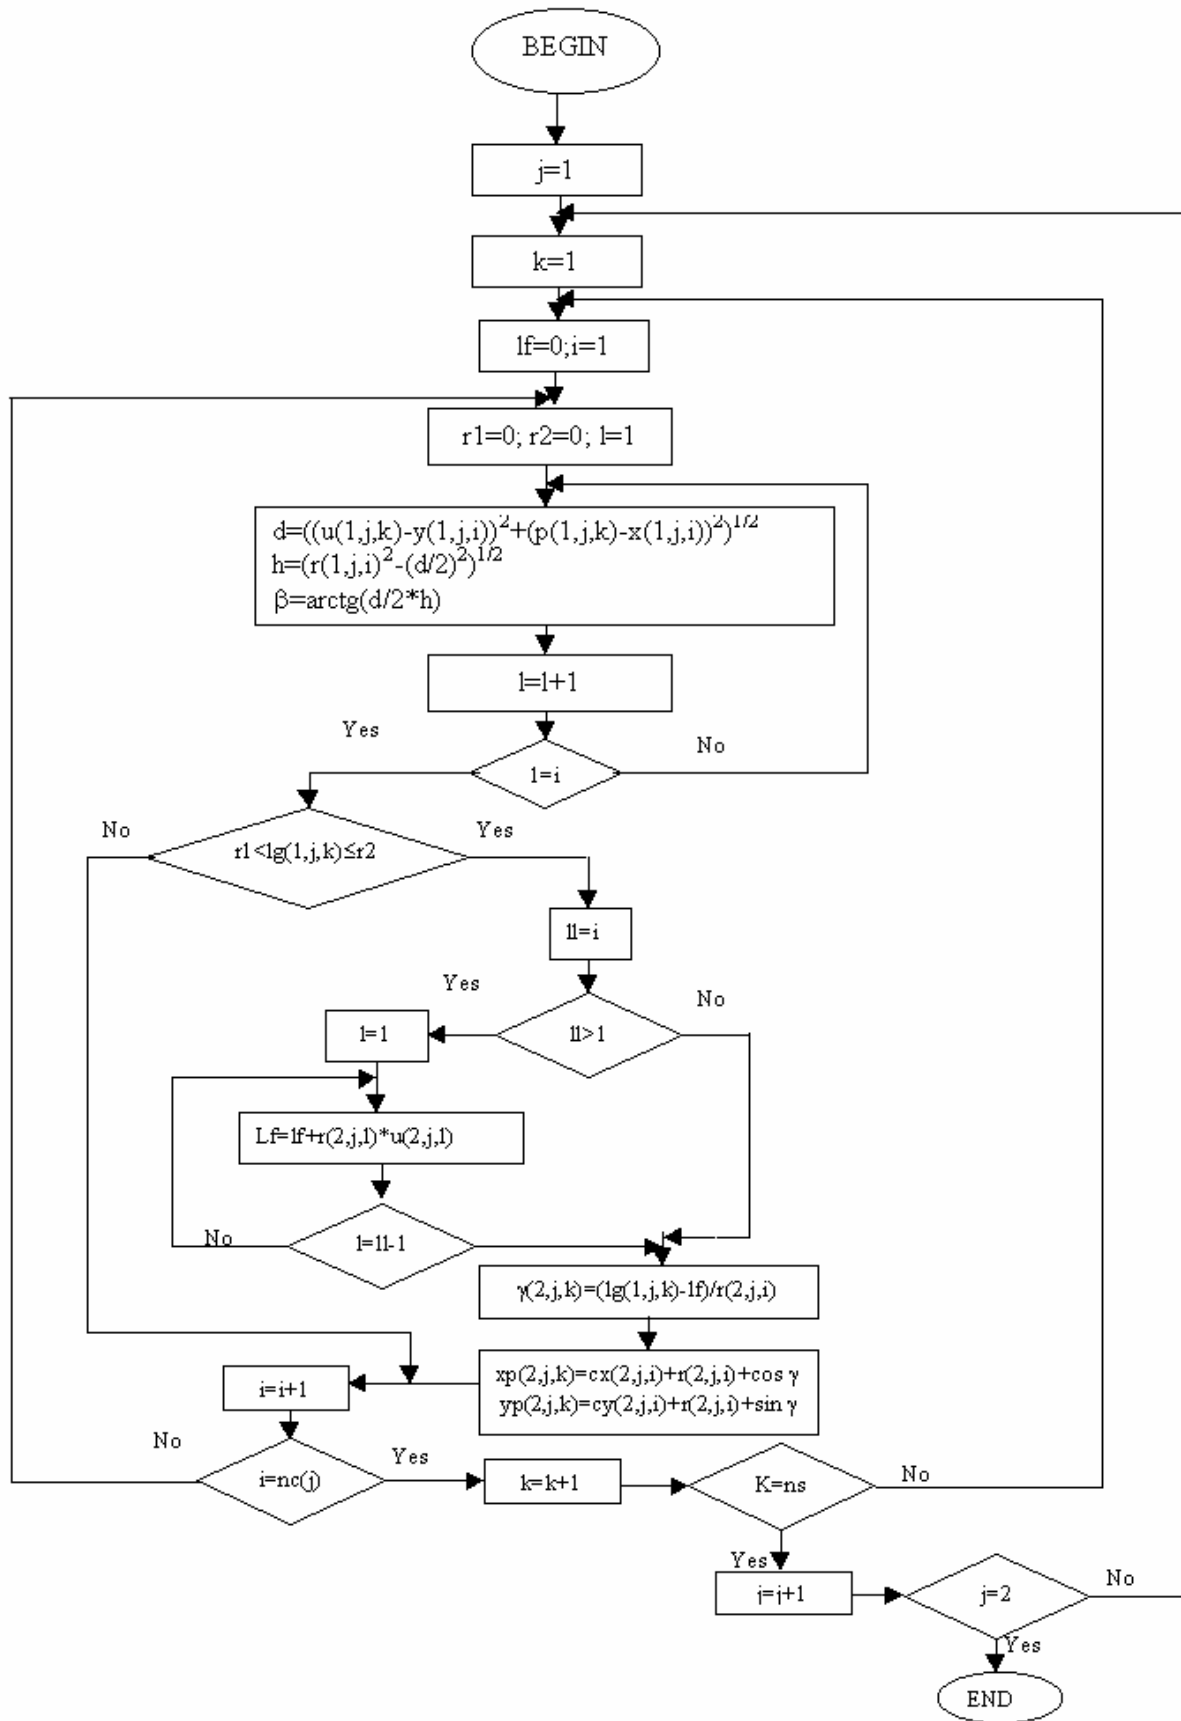 BEGIN
j=1
k=1
lf=0;i=1
r1=0; r2=0; l=1
d=((u(1,j,k)-y(1,j,i))²+(p(1,j,k)-x(1,j,i))²)^1/2
h=(r(1,j,i)²-(d/2)²)^1/2
β=arctg(d/2*h)
l=l+1
Yes
No
l=i
No
Yes
r1<lg(1,j,k)≤r2
ll=i
Yes
No
l=1
ll>1
Lf=lf+r(2,j,l)*u(2,j,l)
No
l=ll-1
γ(2,j,k)=(lg(1,j,k)-lf)/r(2,j,i)
xp(2,j,k)=cx(2,j,i)+r(2,j,i)+cos γ
yp(2,j,k)=cy(2,j,i)+r(2,j,i)+sin γ
i=i+1
No
Yes
i=nc(j)
k=k+1
K=ns
No
Yes
j=j+1
j=2
No
Yes
END